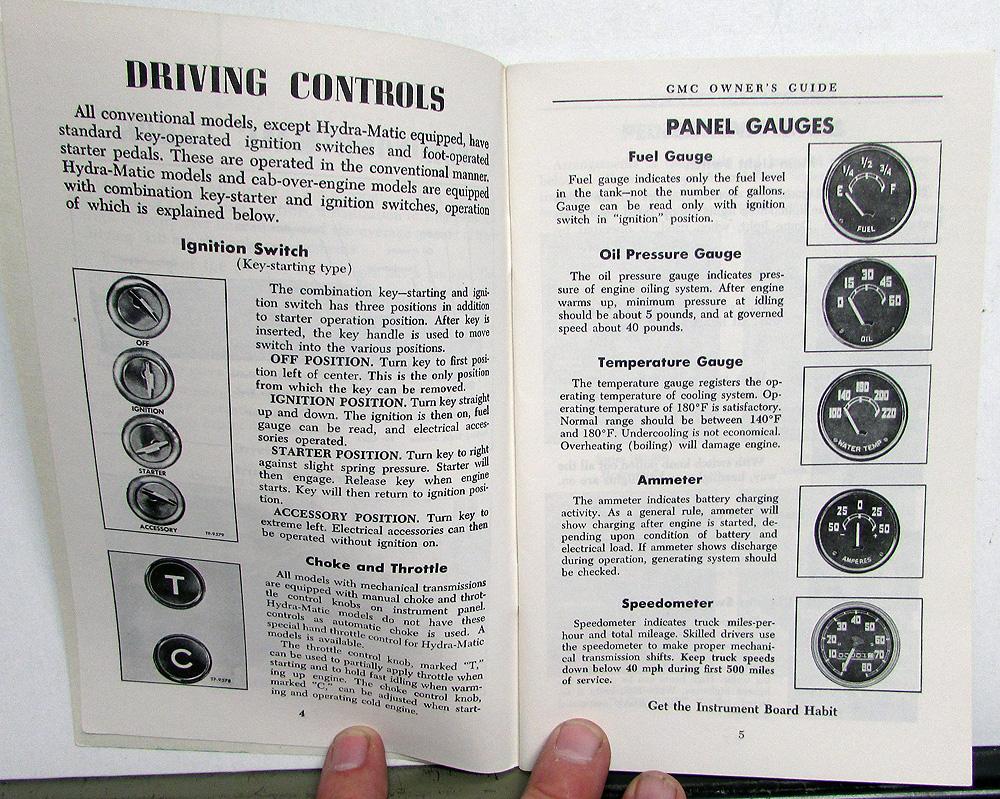 DRIVING CONTROLS
All conventional models, except Hydra-Matic equipped, have
standard key-operated ignition switches and foot-operated
starter pedals. These are operated in the conventional manner.
Hydra-Matic models and cab-over-engine models are equipped
with combination key-starter and ignition switches, operation
of which is explained below.
Ignition Switch
(Key-starting type)
OFF
IGNITION
STARTER
ACCESSORY
TP-9379
The combination key—starting and igni-
tion switch has three positions in addition
to starter operation position. After key is
inserted, the key handle is used to move
switch into the various positions.
OFF POSITION. Turn key to first posi-
tion left of center. This is the only position
from which the key can be removed.
IGNITION POSITION. Turn key straight
up and down. The ignition is then on, fuel
gauge can be read, and electrical acces-
sories operated.
STARTER POSITION. Turn key to right
against slight spring pressure. Starter will
then engage. Release key when engine
starts. Key will then return to ignition posi-
tion.
ACCESSORY POSITION. Turn key to
extreme left. Electrical accessories can then
be operated without ignition on.
T
C
TP-9378
Choke and Throttle
All models with mechanical transmissions
are equipped with manual choke and throt-
tle control knobs on instrument panel.
Hydra-Matic models do not have these
controls as automatic choke is used. A
special hand throttle control for Hydra-Matic
models is available.
The throttle control knob, marked "T,"
can be used to partially apply throttle when
starting and to hold fast idling when warm-
ing up engine. The choke control knob,
marked "C," can be adjusted when start-
ing and operating cold engine.
4
GMC OWNER'S GUIDE
PANEL GAUGES
Fuel Gauge
Fuel gauge indicates only the fuel level
in the tank—not the number of gallons.
Gauge can be read only with ignition
switch in "ignition" position.
E 1/4 1/2 3/4 F
FUEL
Oil Pressure Gauge
The oil pressure gauge indicates pres-
sure of engine oiling system. After engine
warms up, minimum pressure at idling
should be about 5 pounds, and at governed
speed about 40 pounds.
0 15 30 45 60
OIL
Temperature Gauge
The temperature gauge registers the op-
erating temperature of cooling system. Op-
erating temperature of 180°F is satisfactory.
Normal range should be between 140°F
and 180°F. Undercooling is not economical.
Overheating (boiling) will damage engine.
100 140 180 200 220
WATER TEMP
Ammeter
The ammeter indicates battery charging
activity. As a general rule, ammeter will
show charging after engine is started, de-
pending upon condition of battery and
electrical load. If ammeter shows discharge
during operation, generating system should
be checked.
50 25 0 25 50
- +
AMPERES
Speedometer
Speedometer indicates truck miles-per-
hour and total mileage. Skilled drivers use
the speedometer to make proper mechani-
cal transmission shifts. Keep truck speeds
down below 40 mph during first 500 miles
of service.
10 20 30 40 50 60 70 80
Get the Instrument Board Habit
5